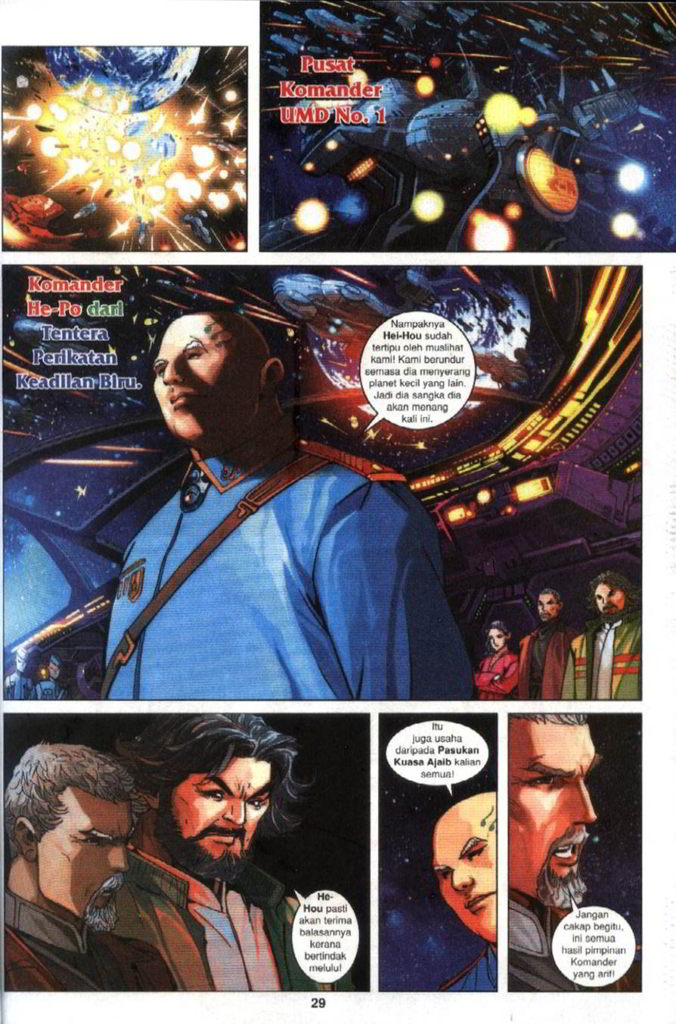 Pusat
Komander
UMD No. 1
Komander
He-Po dari
Tentera
Perikatan
Keadilan Biru.
Nampaknya
Hei-Hou sudah
tertipu oleh muslihat
kami! Kami berundur
semasa dia menyerang
planet kecil yang lain.
Jadi dia sangka dia
akan menang
kali ini.
He-
Hou pasti
akan terima
balasannya
kerana
bertindak
melulu!
Itu
juga usaha
daripada Pasukan
Kuasa Ajaib kalian
semua!
Jangan
cakap begitu,
ini semua
hasil pimpinan
Komander
yang arif!
29